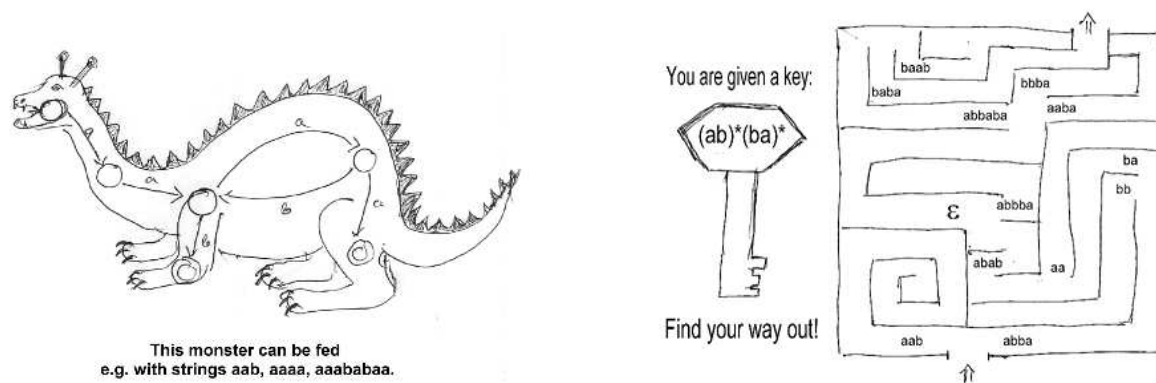 a
a
a
b
a
b
This monster can be fed
e.g. with strings aab, aaaa, aaababaa.
You are given a key:
(ab)*(ba)*
Find your way out!
baab
bbba
baba
aaba
abbaba
ba
bb
abbba
ε
abab
aa
aab
abba